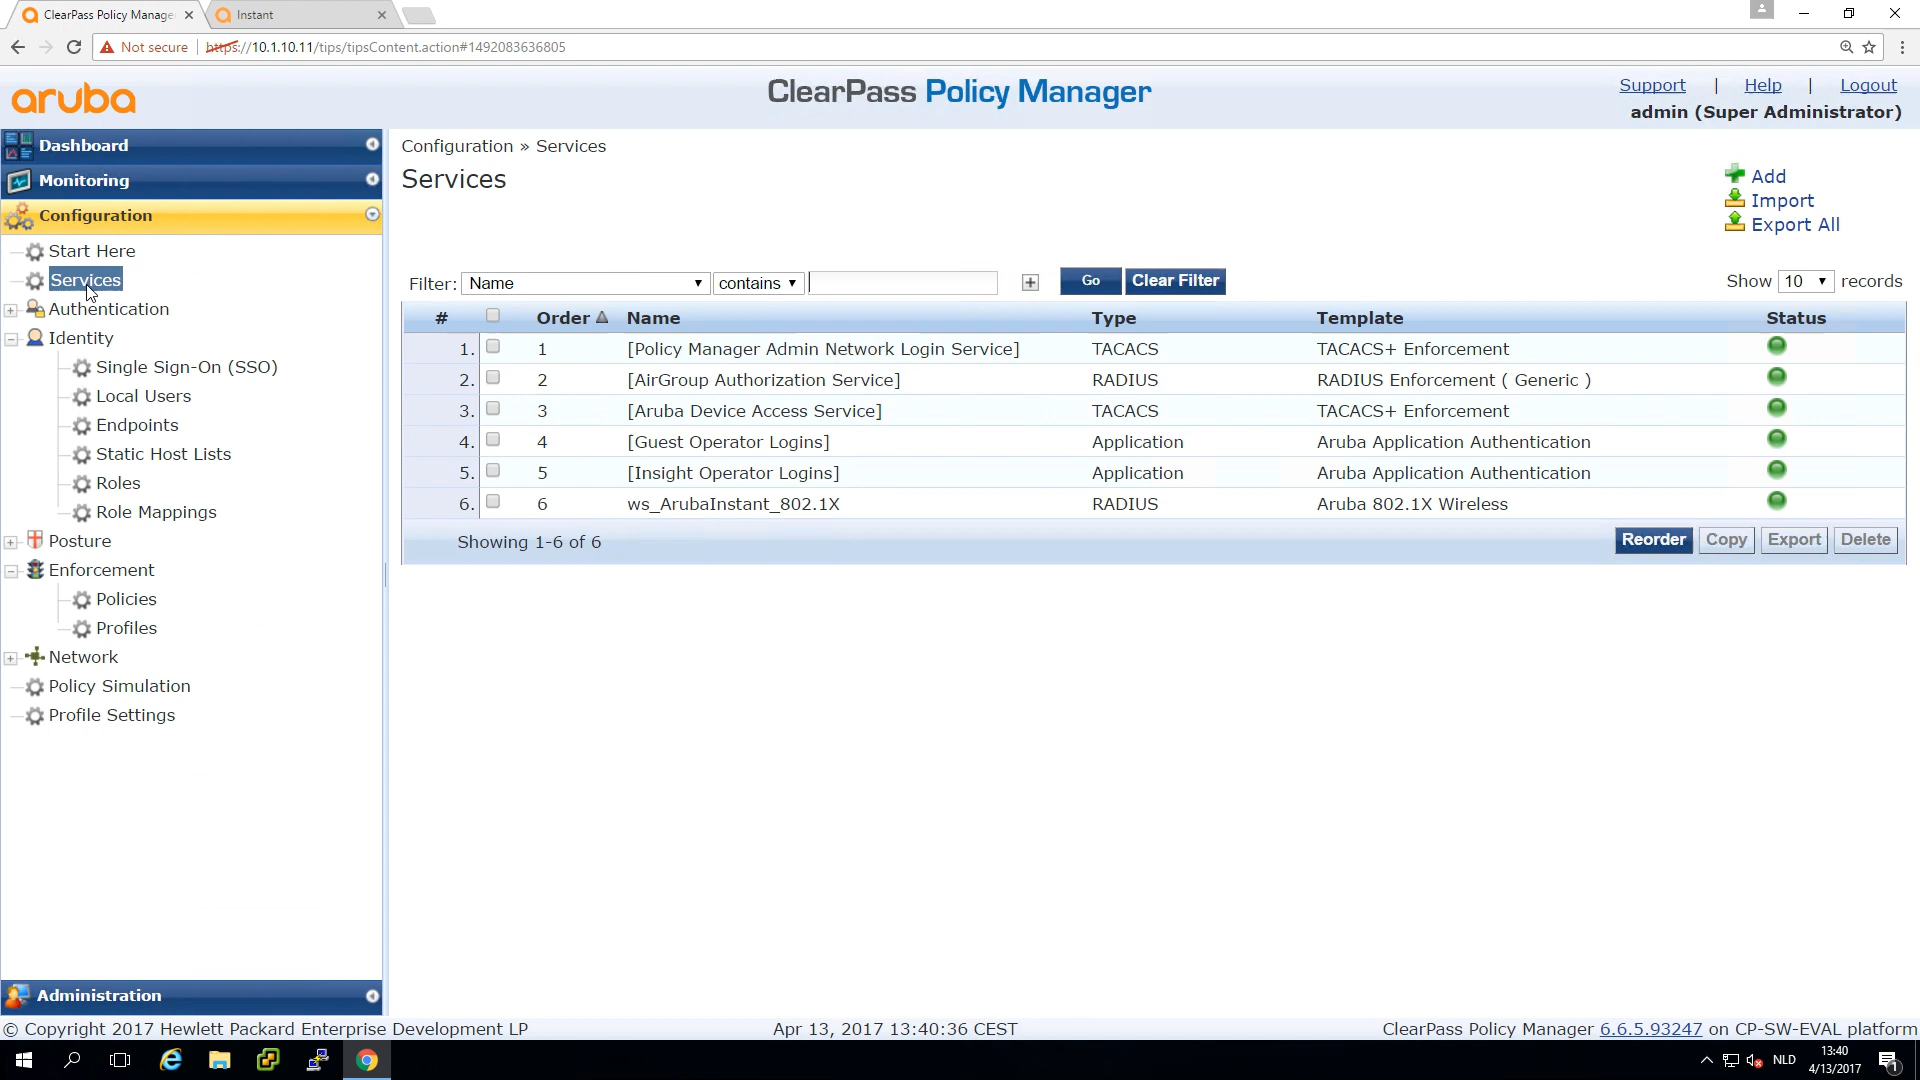 ClearPass Policy Manage
Instant
Not secure https://10.1.10.11/tips/tipsContent.action#1492083636805
aruba
ClearPass Policy Manager
Support | Help | Logout
admin (Super Administrator)
Dashboard
Monitoring
Configuration
Start Here
Services
Authentication
Identity
Single Sign-On (SSO)
Local Users
Endpoints
Static Host Lists
Roles
Role Mappings
Posture
Enforcement
Policies
Profiles
Network
Policy Simulation
Profile Settings
Administration
Configuration » Services
Services
Add
Import
Export All
Filter: Name contains Go Clear Filter Show 10 records
# Order Name Type Template Status
1. 1 [Policy Manager Admin Network Login Service] TACACS TACACS+ Enforcement
2. 2 [AirGroup Authorization Service] RADIUS RADIUS Enforcement ( Generic )
3. 3 [Aruba Device Access Service] TACACS TACACS+ Enforcement
4. 4 [Guest Operator Logins] Application Aruba Application Authentication
5. 5 [Insight Operator Logins] Application Aruba Application Authentication
6. 6 ws_ArubaInstant_802.1X RADIUS Aruba 802.1X Wireless
Showing 1-6 of 6 Reorder Copy Export Delete
© Copyright 2017 Hewlett Packard Enterprise Development LP Apr 13, 2017 13:40:36 CEST ClearPass Policy Manager 6.6.5.93247 on CP-SW-EVAL platform
NLD
13:40
4/13/2017
1